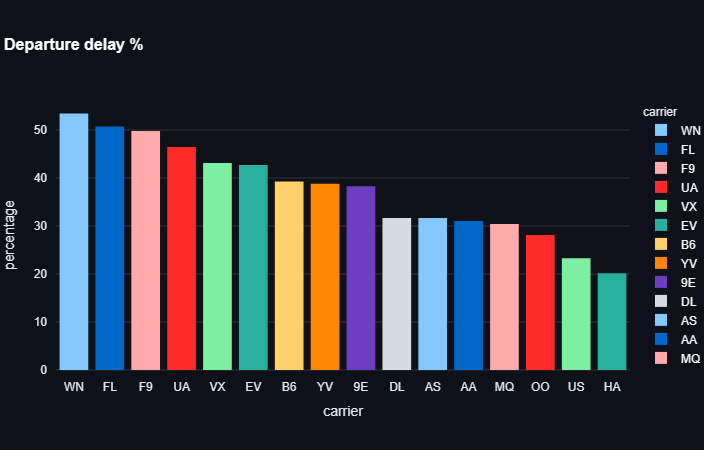 Departure delay %
percentage
50
40
30
20
10
0
WN FL F9 UA VX EV B6 YV 9E DL AS AA MQ OO US HA
carrier
carrier
WN
FL
F9
UA
VX
EV
B6
YV
9E
DL
AS
AA
MQ